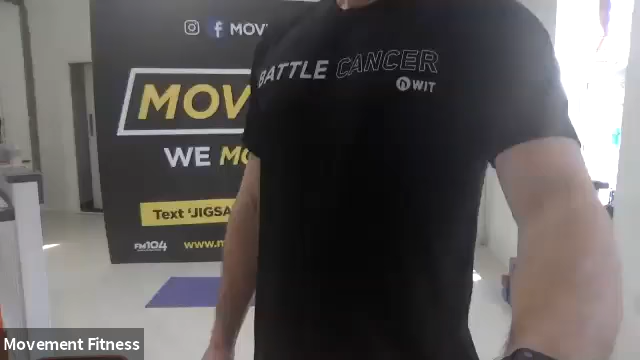 MOV
BATTLE CANCER
WIT
MOV
WE MO
Text 'JIGSA
FM104
www.m
Movement Fitness